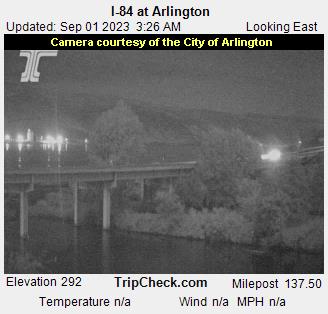 I-84 at Arlington
Updated: Sep 01 2023 3:26 AM Looking East
Camera courtesy of the City of Arlington
Elevation 292 TripCheck.com Milepost 137.50
Temperature n/a Wind n/a MPH n/a